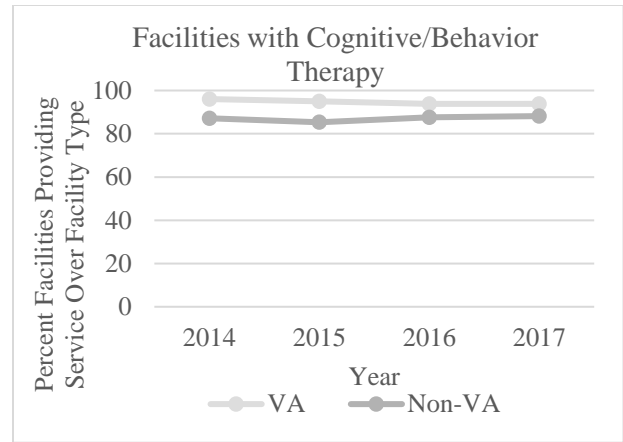 Facilities with Cognitive/Behavior
Therapy
Percent Facilities Providing
Service Over Facility Type
100
80
60
40
20
0
2014 2015 2016 2017
Year
VA Non-VA